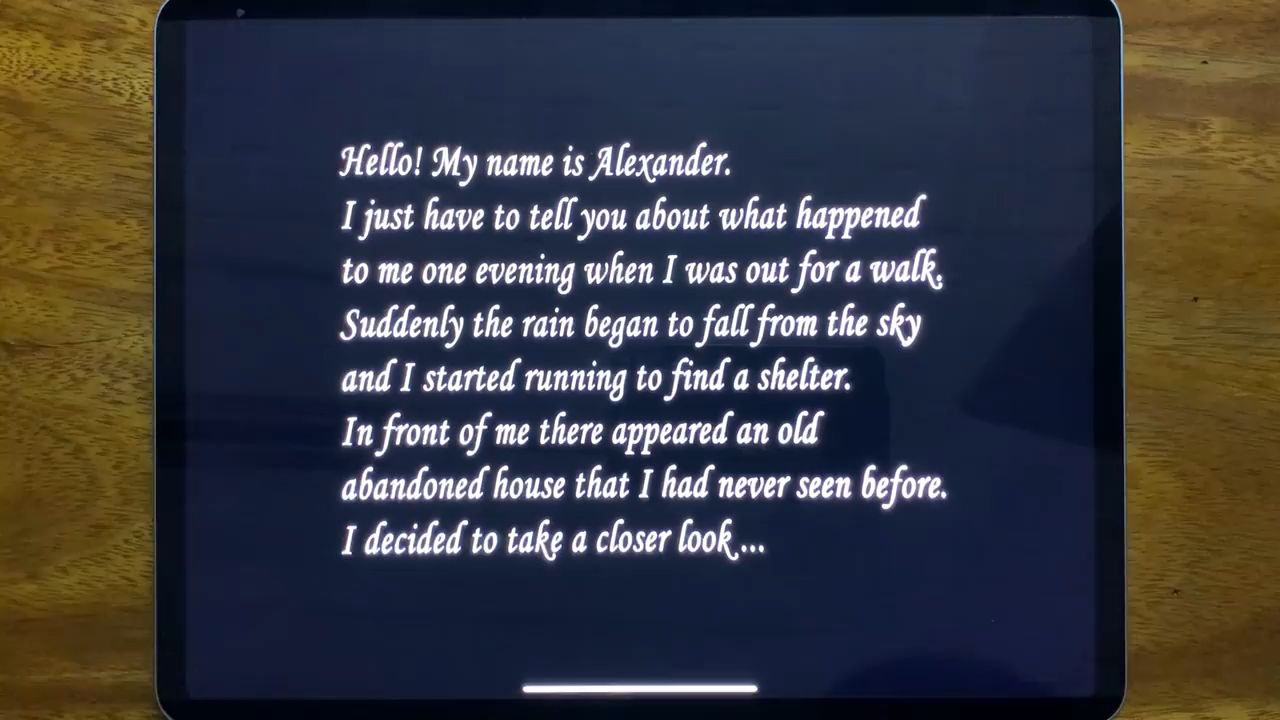 Hello! My name is Alexander.
I just have to tell you about what happened
to me one evening when I was out for a walk.
Suddenly the rain began to fall from the sky
and I started running to find a shelter.
In front of me there appeared an old
abandoned house that I had never seen before.
I decided to take a closer look...